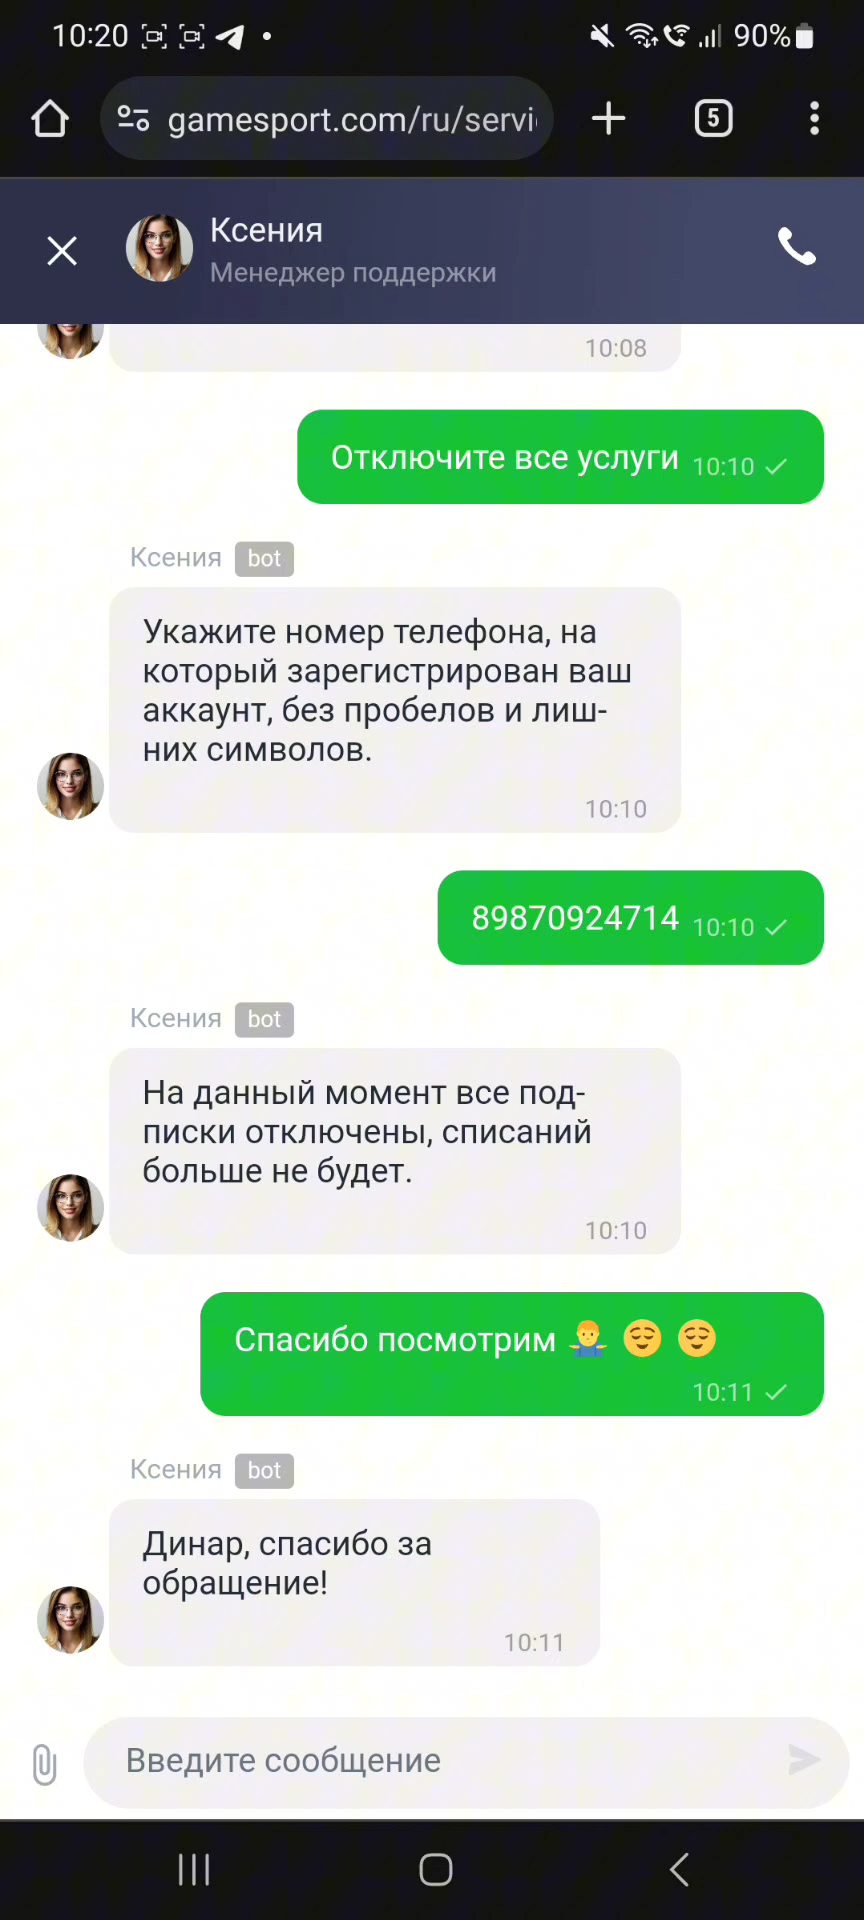 10:20
90%
gamesport.com/ru/servi
5
Ксения
Менеджер поддержки
10:08
Отключите все услуги 10:10
Ксения bot
Укажите номер телефона, на
который зарегистрирован ваш
аккаунт, без пробелов и лиш-
них символов.
10:10
89870924714 10:10
Ксения bot
На данный момент все под-
писки отключены, списаний
больше не будет.
10:10
Спасибо посмотрим 🤷‍♂️ 😌 😌
10:11
Ксения bot
Динар, спасибо за
обращение!
10:11
Введите сообщение